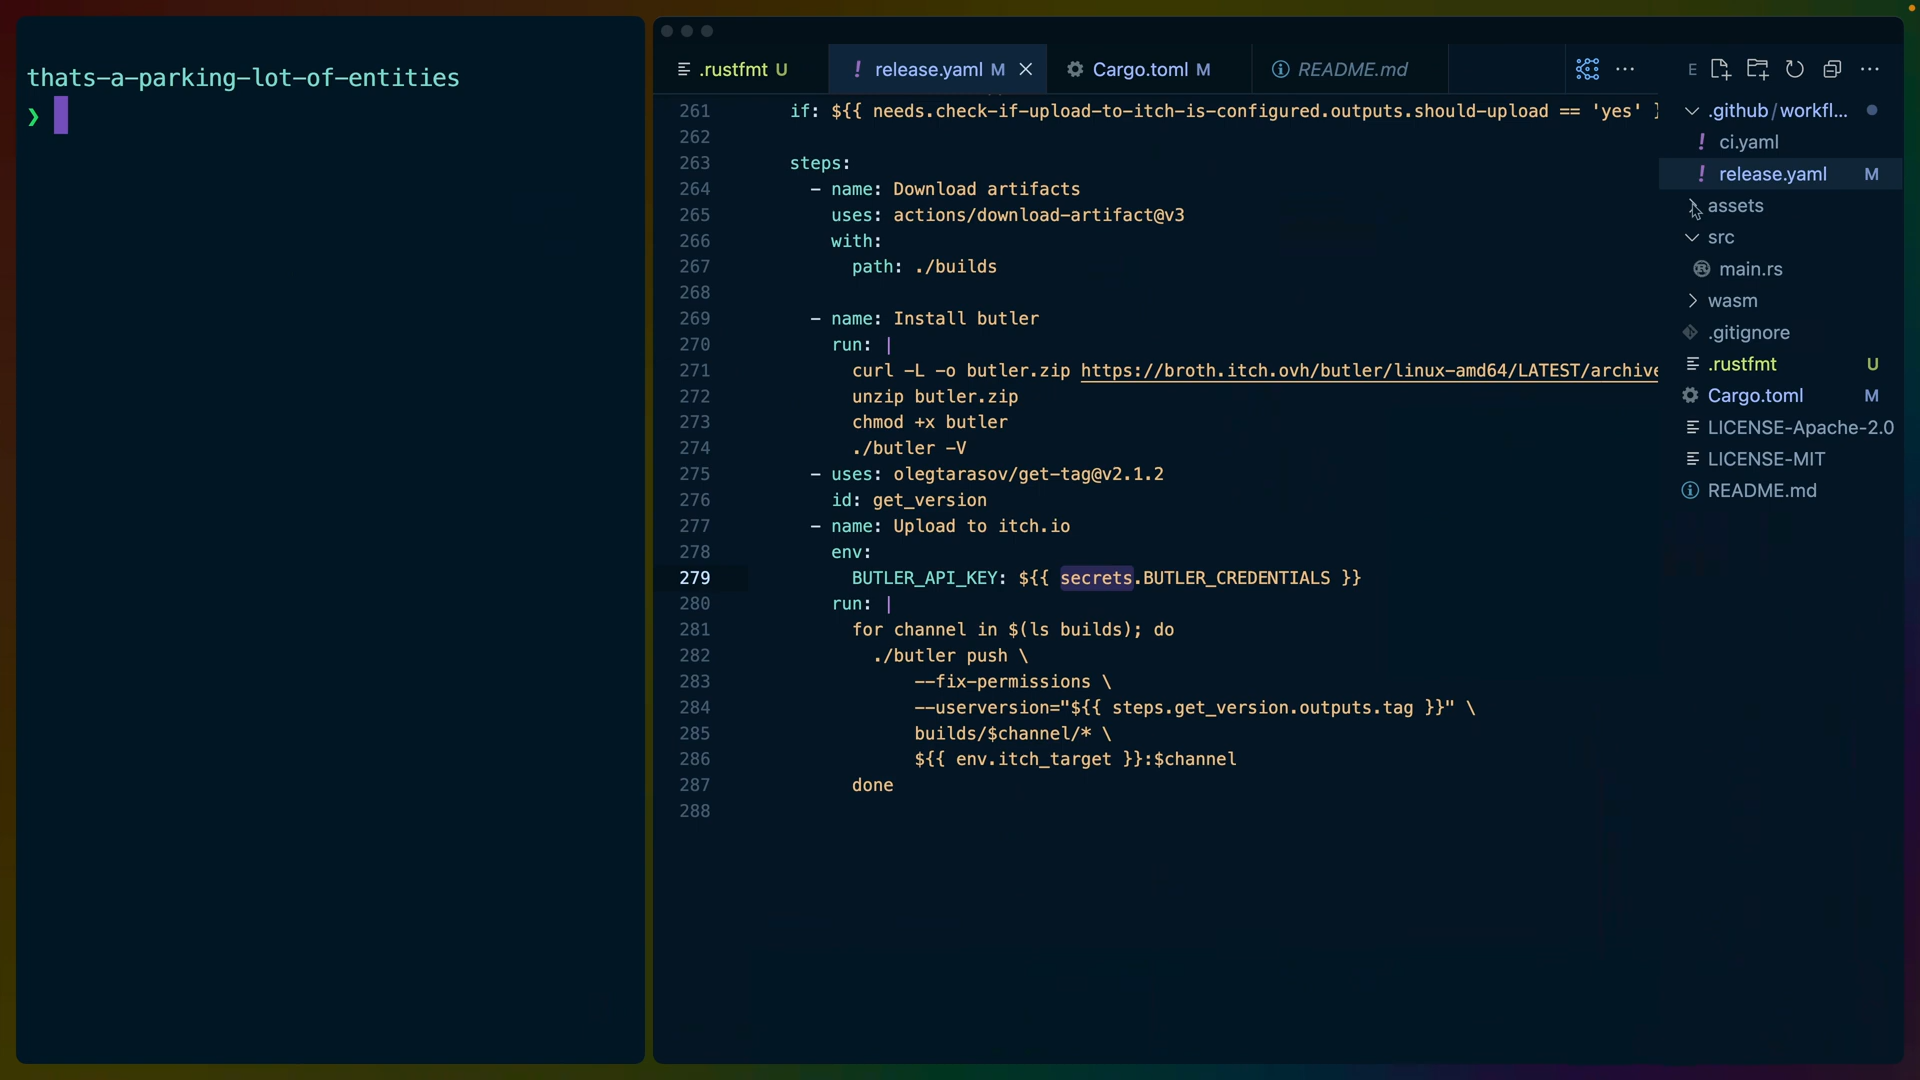 thats-a-parking-lot-of-entities
❯
.rustfmt U
! release.yaml M
Cargo.toml M
README.md
E
261 if: ${{ needs.check-if-upload-to-itch-is-configured.outputs.should-upload == 'yes' }
262
263 steps:
264 - name: Download artifacts
265 uses: actions/download-artifact@v3
266 with:
267 path: ./builds
268
269 - name: Install butler
270 run: |
271 curl -L -o butler.zip https://broth.itch.ovh/butler/linux-amd64/LATEST/archive
272 unzip butler.zip
273 chmod +x butler
274 ./butler -V
275 - uses: olegtarasov/get-tag@v2.1.2
276 id: get_version
277 - name: Upload to itch.io
278 env:
279 BUTLER_API_KEY: ${{ secrets.BUTLER_CREDENTIALS }}
280 run: |
281 for channel in $(ls builds); do
282 ./butler push \
283 --fix-permissions \
284 --userversion="${{ steps.get_version.outputs.tag }}" \
285 builds/$channel/* \
286 ${{ env.itch_target }}:$channel
287 done
288
.github/workfl...
! ci.yaml
! release.yaml M
assets
src
main.rs
wasm
.gitignore
.rustfmt U
Cargo.toml M
LICENSE-Apache-2.0
LICENSE-MIT
README.md